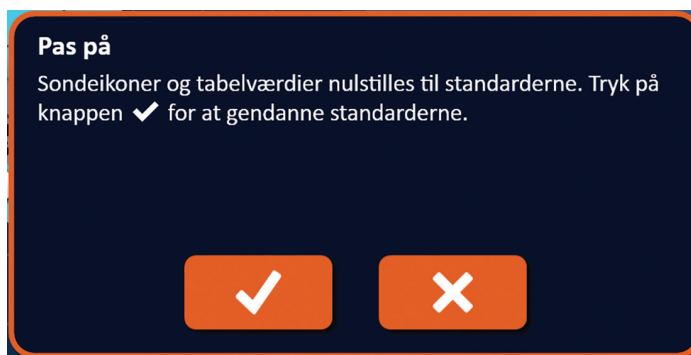 Pas på
Sondeikoner og tabelværdier nulstilles til standarderne. Tryk på
knappen ✔ for at gendanne standarderne.